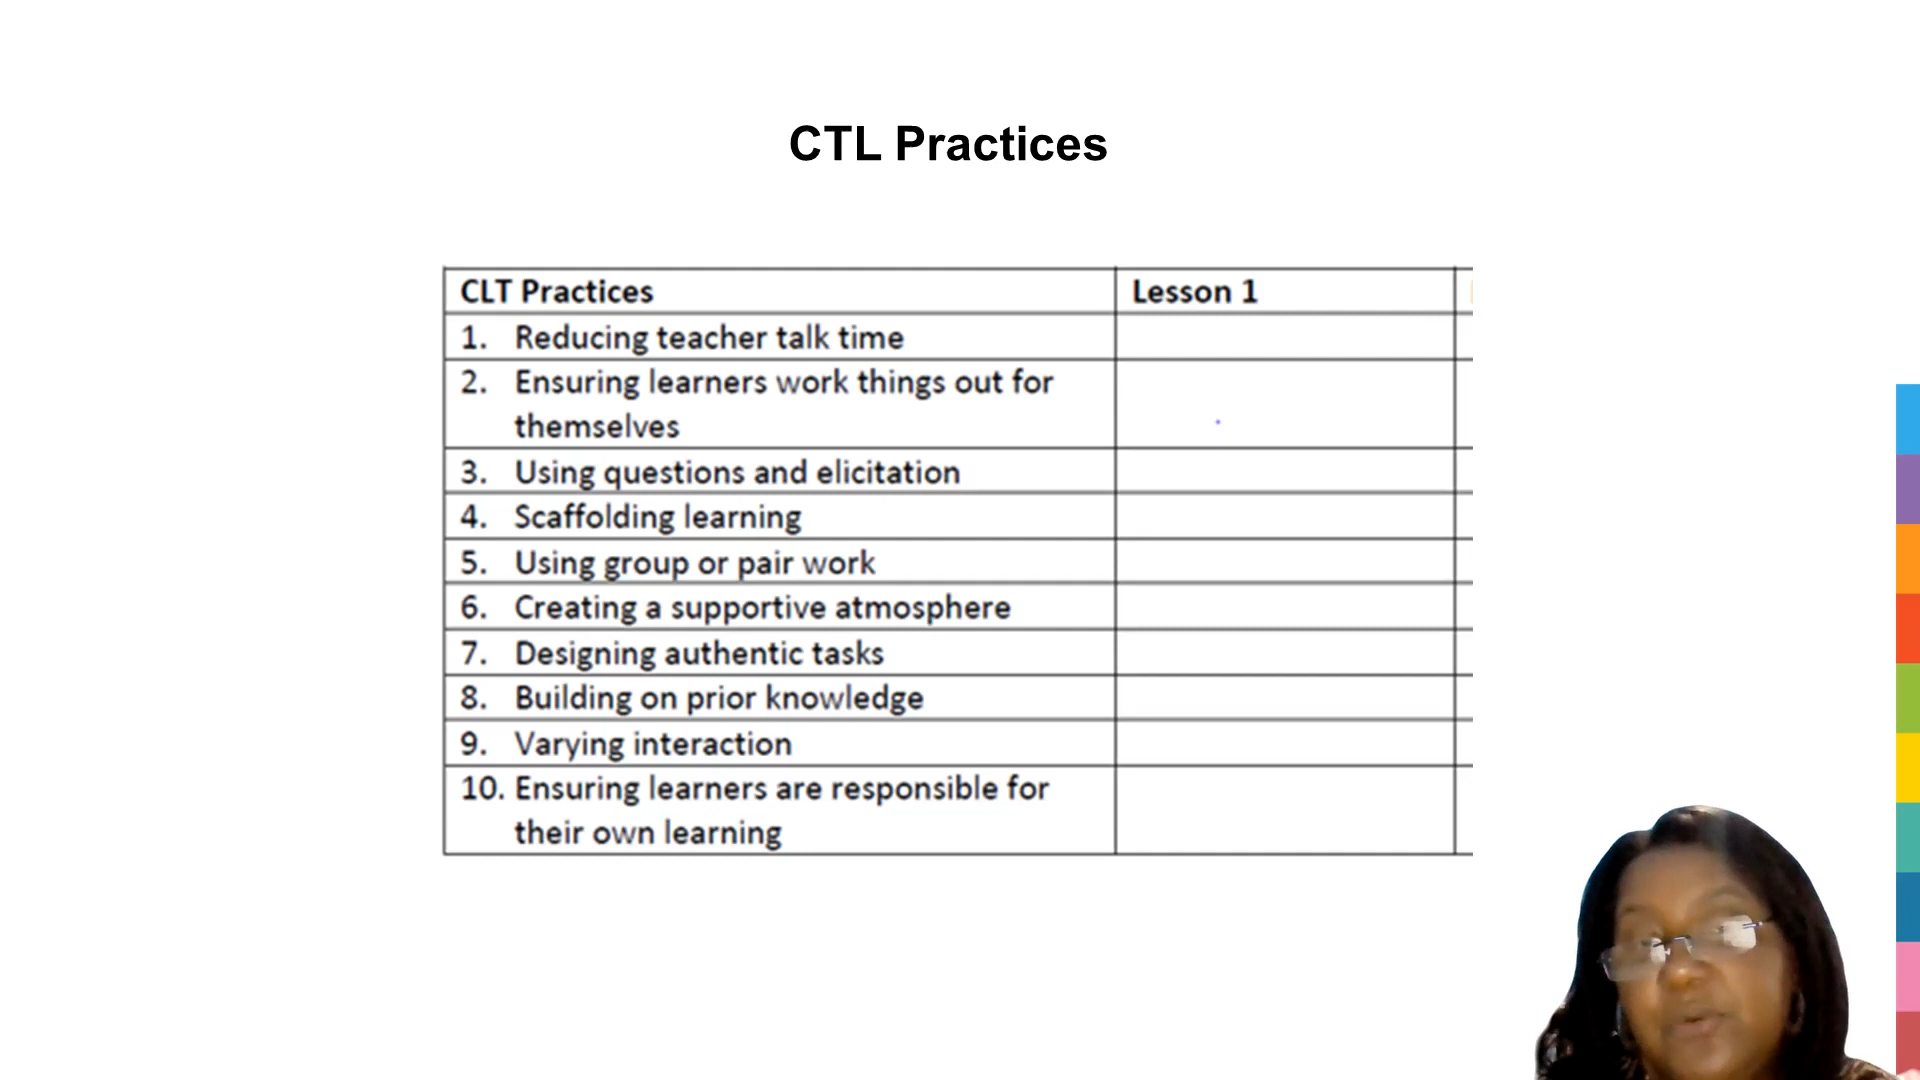 CTL Practices
CLT Practices
Lesson 1
1. Reducing teacher talk time
2. Ensuring learners work things out for
themselves
3. Using questions and elicitation
4. Scaffolding learning
5. Using group or pair work
6. Creating a supportive atmosphere
7. Designing authentic tasks
8. Building on prior knowledge
9. Varying interaction
10. Ensuring learners are responsible for
their own learning